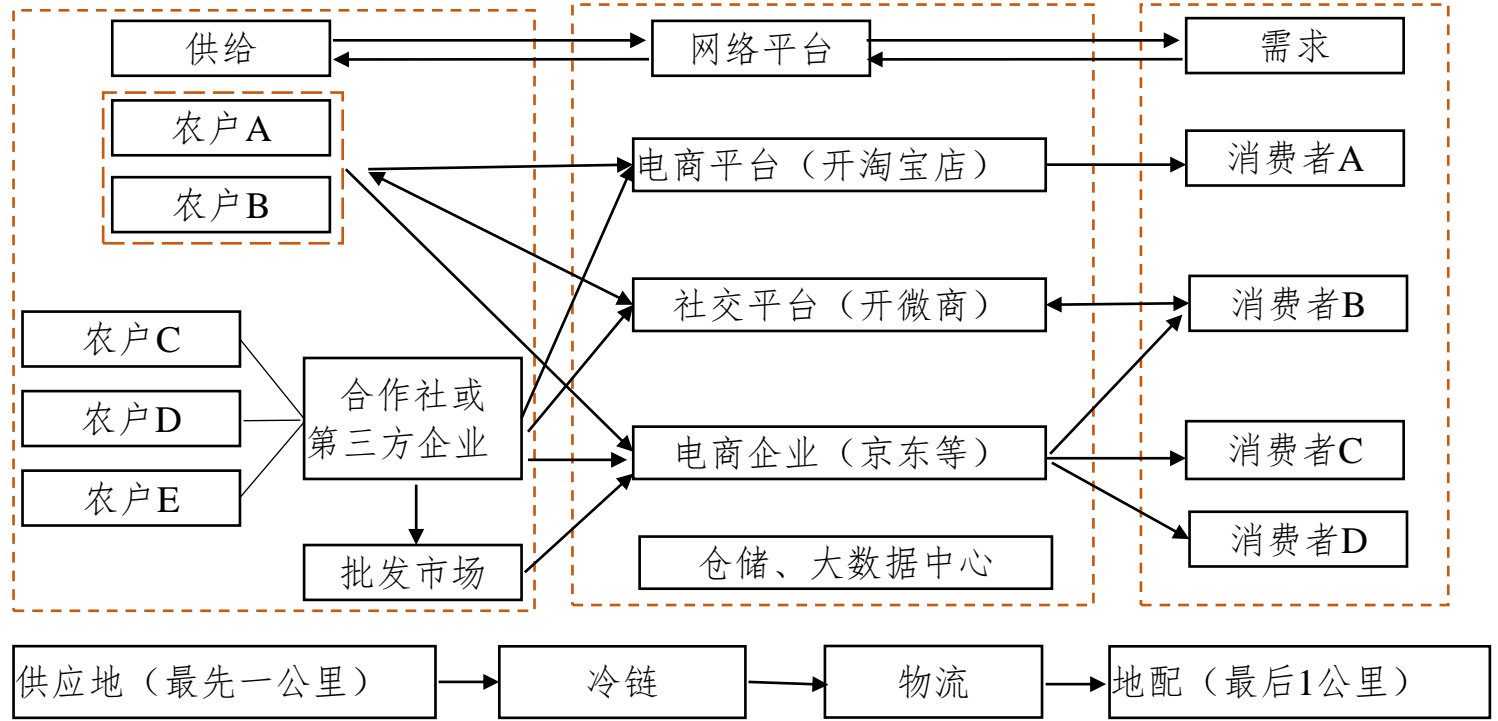 供给
网络平台
需求
农户A
农户B
电商平台（开淘宝店）
消费者A
社交平台（开微商）
消费者B
农户C
农户D
农户E
合作社或
第三方企业
电商企业（京东等）
消费者C
消费者D
批发市场
仓储、大数据中心
供应地（最先一公里）
冷链
物流
地配（最后1公里）